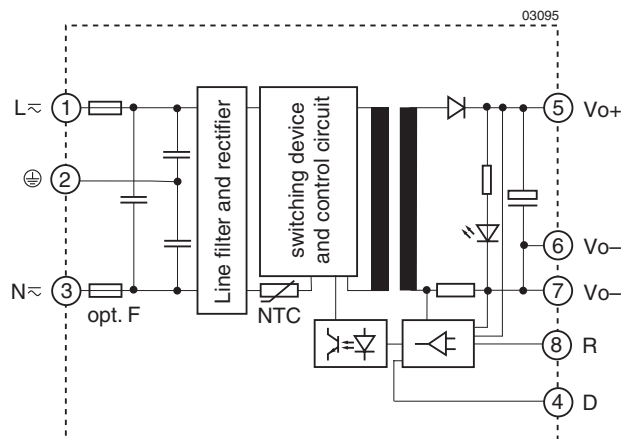 03095
L≂ 1
2
N≂ 3
opt. F
Line filter and rectifier
switching device
and control circuit
NTC
5 Vo+
6 Vo–
7 Vo–
8 R
4 D